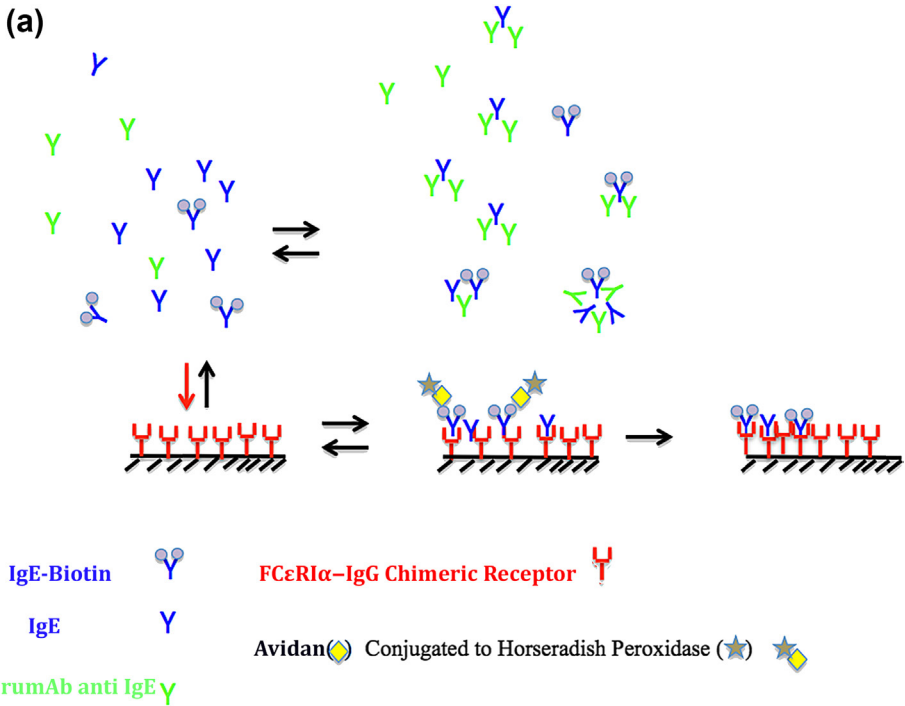 (a)
IgE-Biotin
FCεRIα−IgG Chimeric Receptor
IgE
Avidan( ) Conjugated to Horseradish Peroxidase ( )
rumAb anti IgE